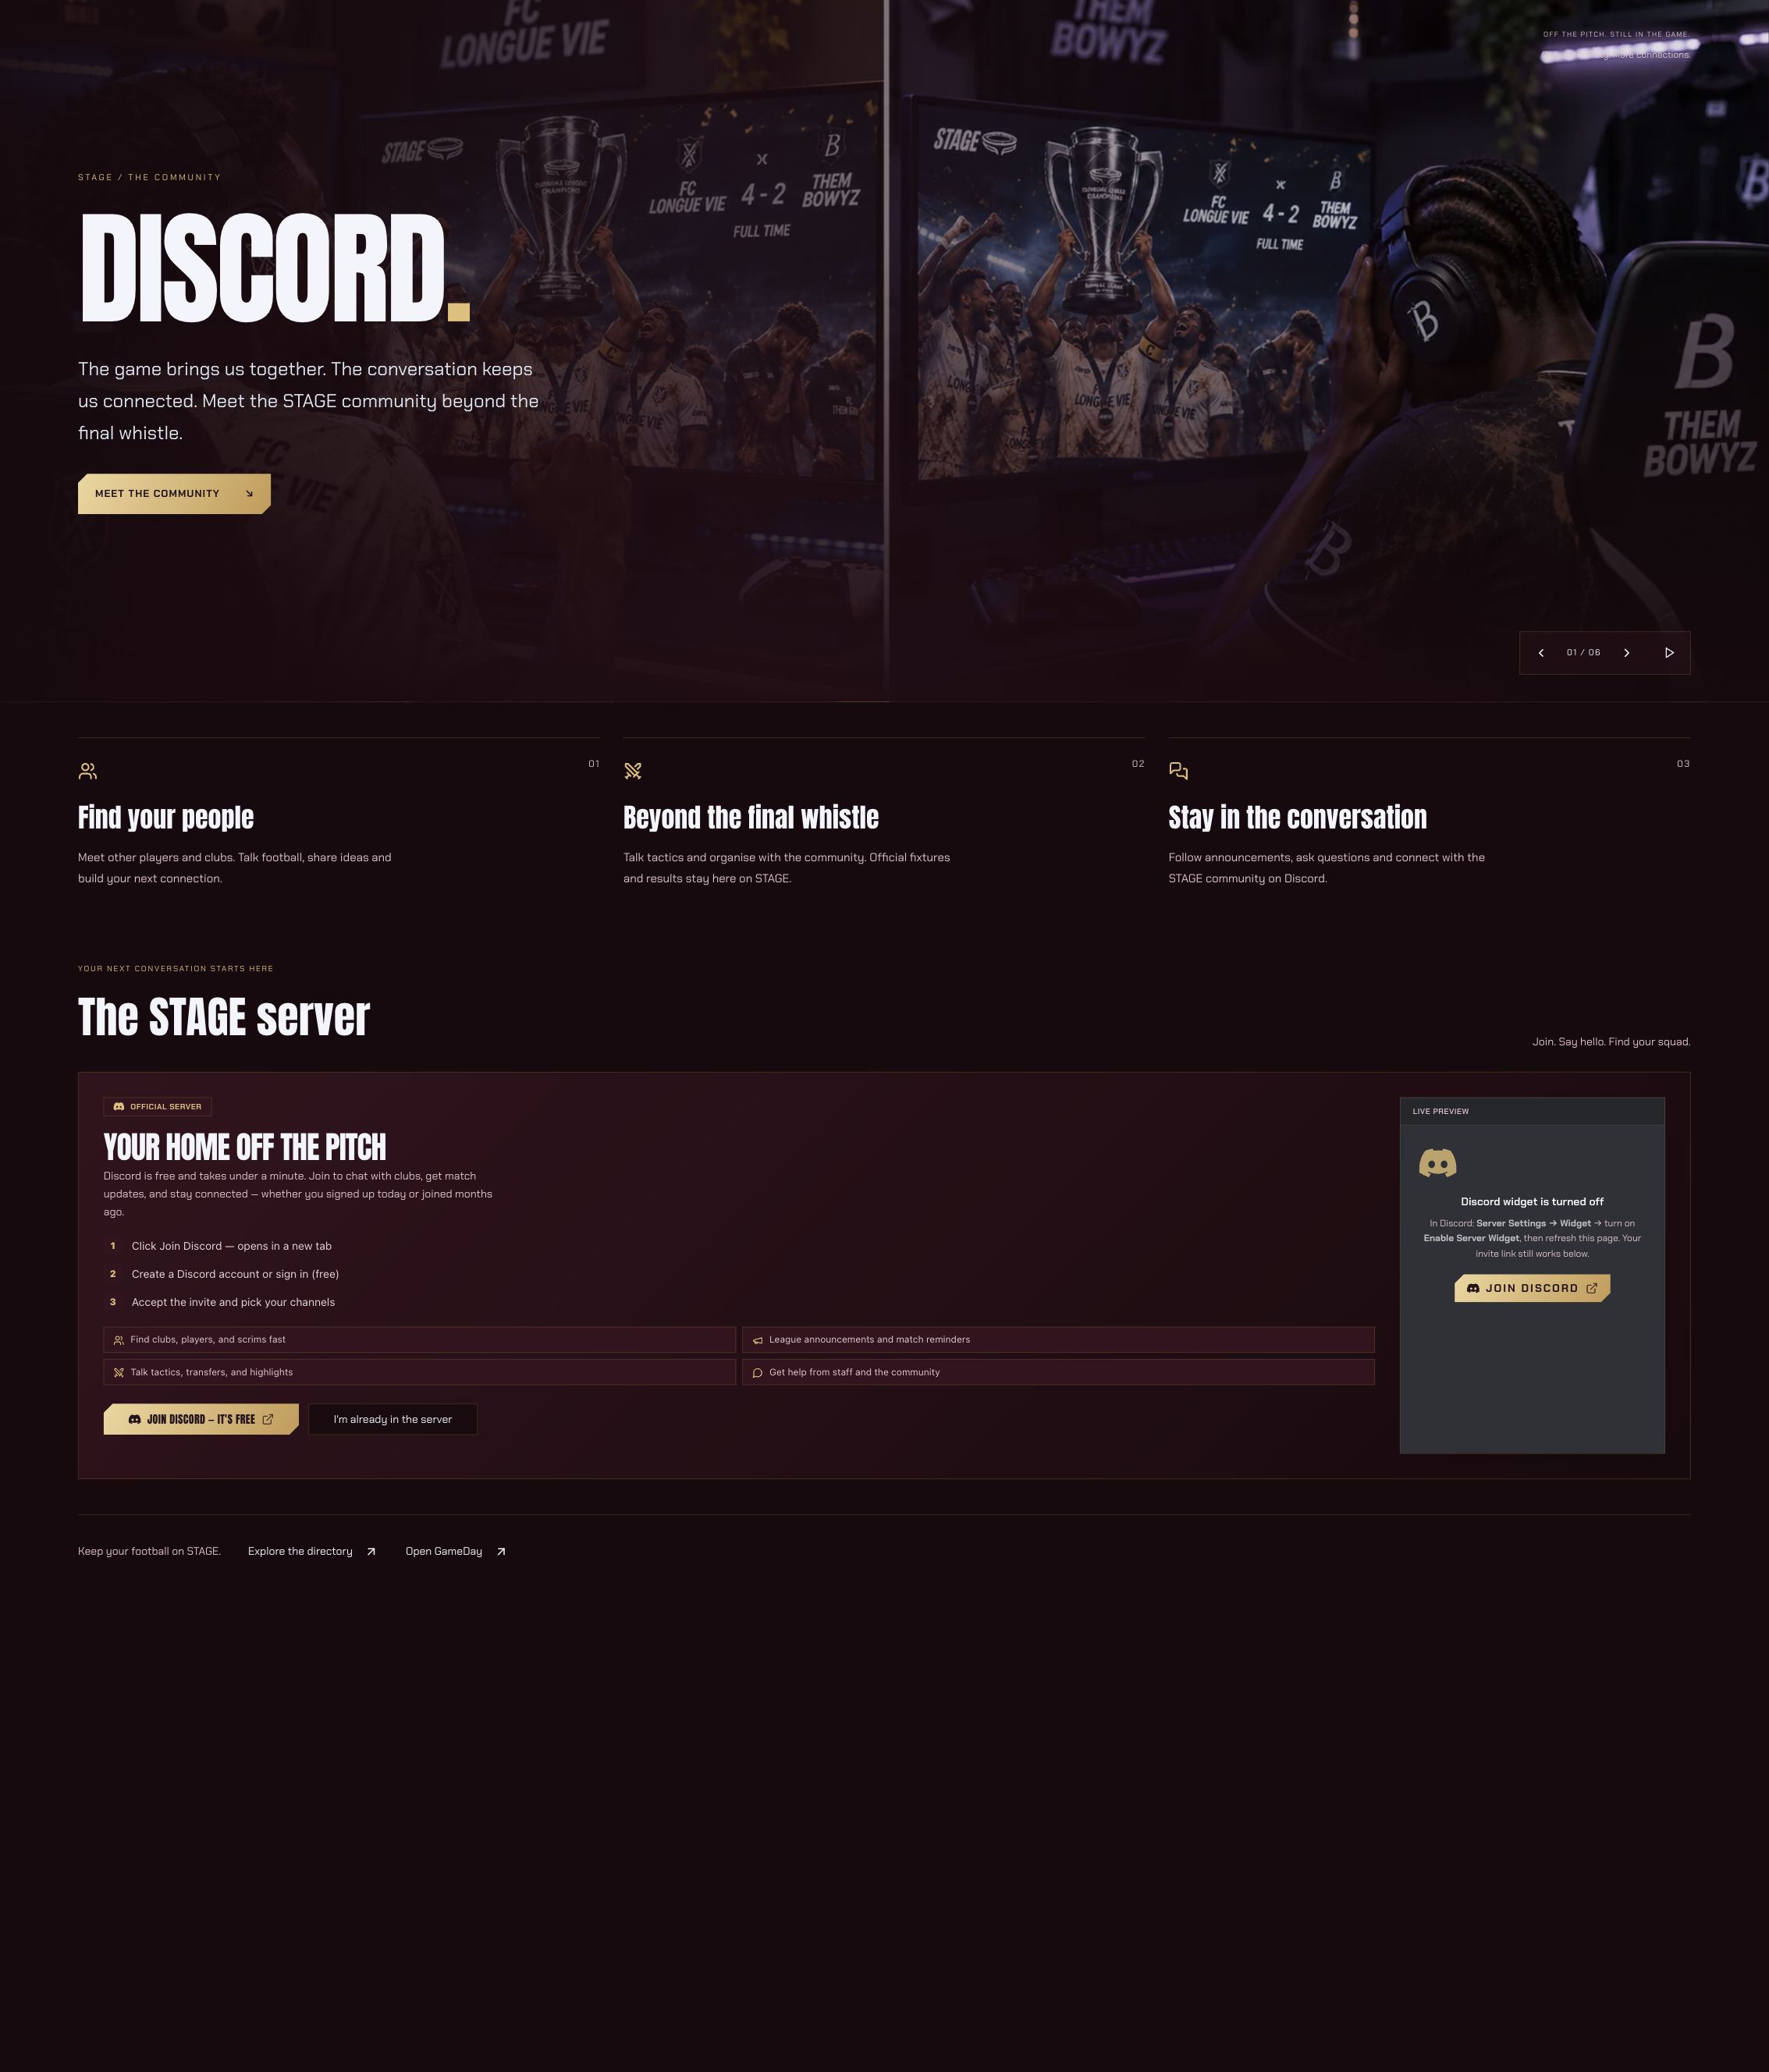 FC
LONGUE VIE
THEM
BOWYZ
OFF THE PITCH. STILL IN THE GAME.
connections.
STAGE
FC
LONGUE VIE
x
4 - 2
THEM
BOWYZ
FULL TIME
STAGE
FC
LONGUE VIE
x
4 - 2
B
THEM
BOWYZ
FULL TIME
STAGE / THE COMMUNITY
DISCORD.
The game brings us together. The conversation keeps
us connected. Meet the STAGE community beyond the
final whistle.
MEET THE COMMUNITY
B
B
THEM
BOWYZ
B
01 / 06
01
Find your people
Meet other players and clubs. Talk football, share ideas and
build your next connection.
02
Beyond the final whistle
Talk tactics and organise with the community. Official fixtures
and results stay here on STAGE.
03
Stay in the conversation
Follow announcements, ask questions and connect with the
STAGE community on Discord.
YOUR NEXT CONVERSATION STARTS HERE
The STAGE server
Join. Say hello. Find your squad.
OFFICIAL SERVER
YOUR HOME OFF THE PITCH
Discord is free and takes under a minute. Join to chat with clubs, get match
updates, and stay connected — whether you signed up today or joined months
ago.
1 Click Join Discord — opens in a new tab
2 Create a Discord account or sign in (free)
3 Accept the invite and pick your channels
Find clubs, players, and scrims fast
League announcements and match reminders
Talk tactics, transfers, and highlights
Get help from staff and the community
JOIN DISCORD – IT'S FREE
I'm already in the server
LIVE PREVIEW
Discord widget is turned off
In Discord: Server Settings → Widget → turn on
Enable Server Widget, then refresh this page. Your
invite link still works below.
JOIN DISCORD
Keep your football on STAGE.
Explore the directory
Open GameDay